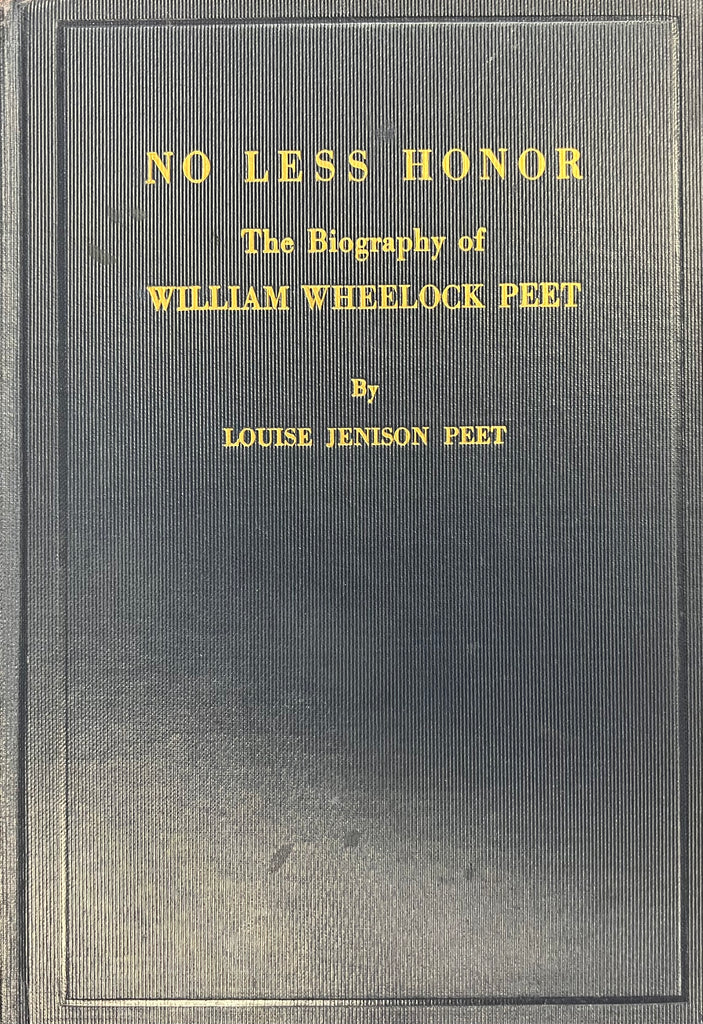 NO LESS HONOR
The Biography of
WILLIAM WHEELOCK PEET
By
LOUISE JENISON PEET